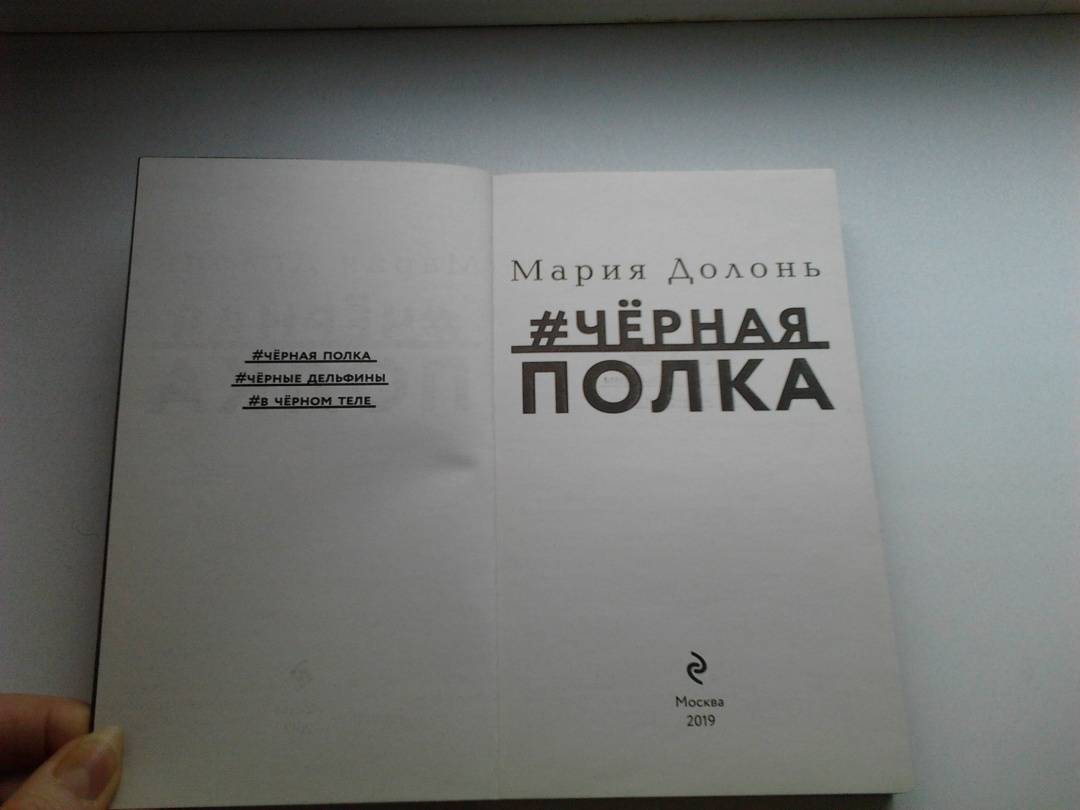 #ЧЁРНАЯ ПОЛКА
#ЧЁРНЫЕ ДЕЛЬФИНЫ
#В ЧЁРНОМ ТЕЛЕ
Мария Долонь
#ЧЁРНАЯ
ПОЛКА
Москва
2019